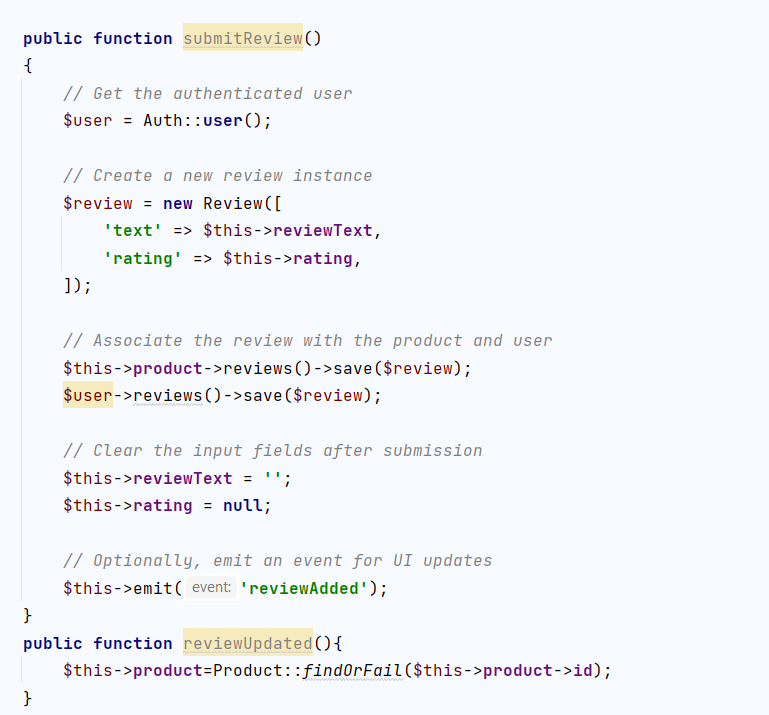 public function submitReview()
{
    // Get the authenticated user
    $user = Auth::user();

    // Create a new review instance
    $review = new Review([
        'text' => $this->reviewText,
        'rating' => $this->rating,
    ]);

    // Associate the review with the product and user
    $this->product->reviews()->save($review);
    $user->reviews()->save($review);

    // Clear the input fields after submission
    $this->reviewText = '';
    $this->rating = null;

    // Optionally, emit an event for UI updates
    $this->emit( event: 'reviewAdded');
}
public function reviewUpdated(){
    $this->product=Product::findOrFail($this->product->id);
}